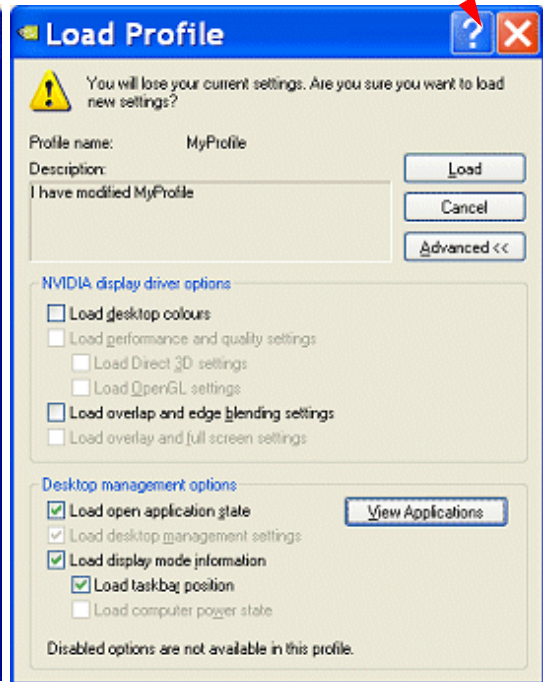 Load Profile
You will lose your current settings. Are you sure you want to load
new settings?
Profile name: MyProfile
Description:
I have modified MyProfile
Load
Cancel
Advanced <<
NVIDIA display driver options
Load desktop colours
Load performance and quality settings
Load Direct 3D settings
Load OpenGL settings
Load overlap and edge blending settings
Load overlay and full screen settings
Desktop management options
Load open application state
View Applications
Load desktop management settings
Load display mode information
Load taskbar position
Load computer power state
Disabled options are not available in this profile.